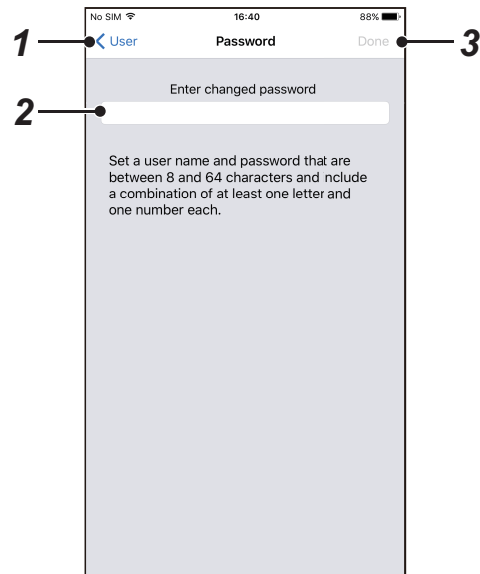 No SIM 16:40 88%
1 User Password Done 3
Enter changed password
2
Set a user name and password that are
between 8 and 64 characters and nclude
a combination of at least one letter and
one number each.